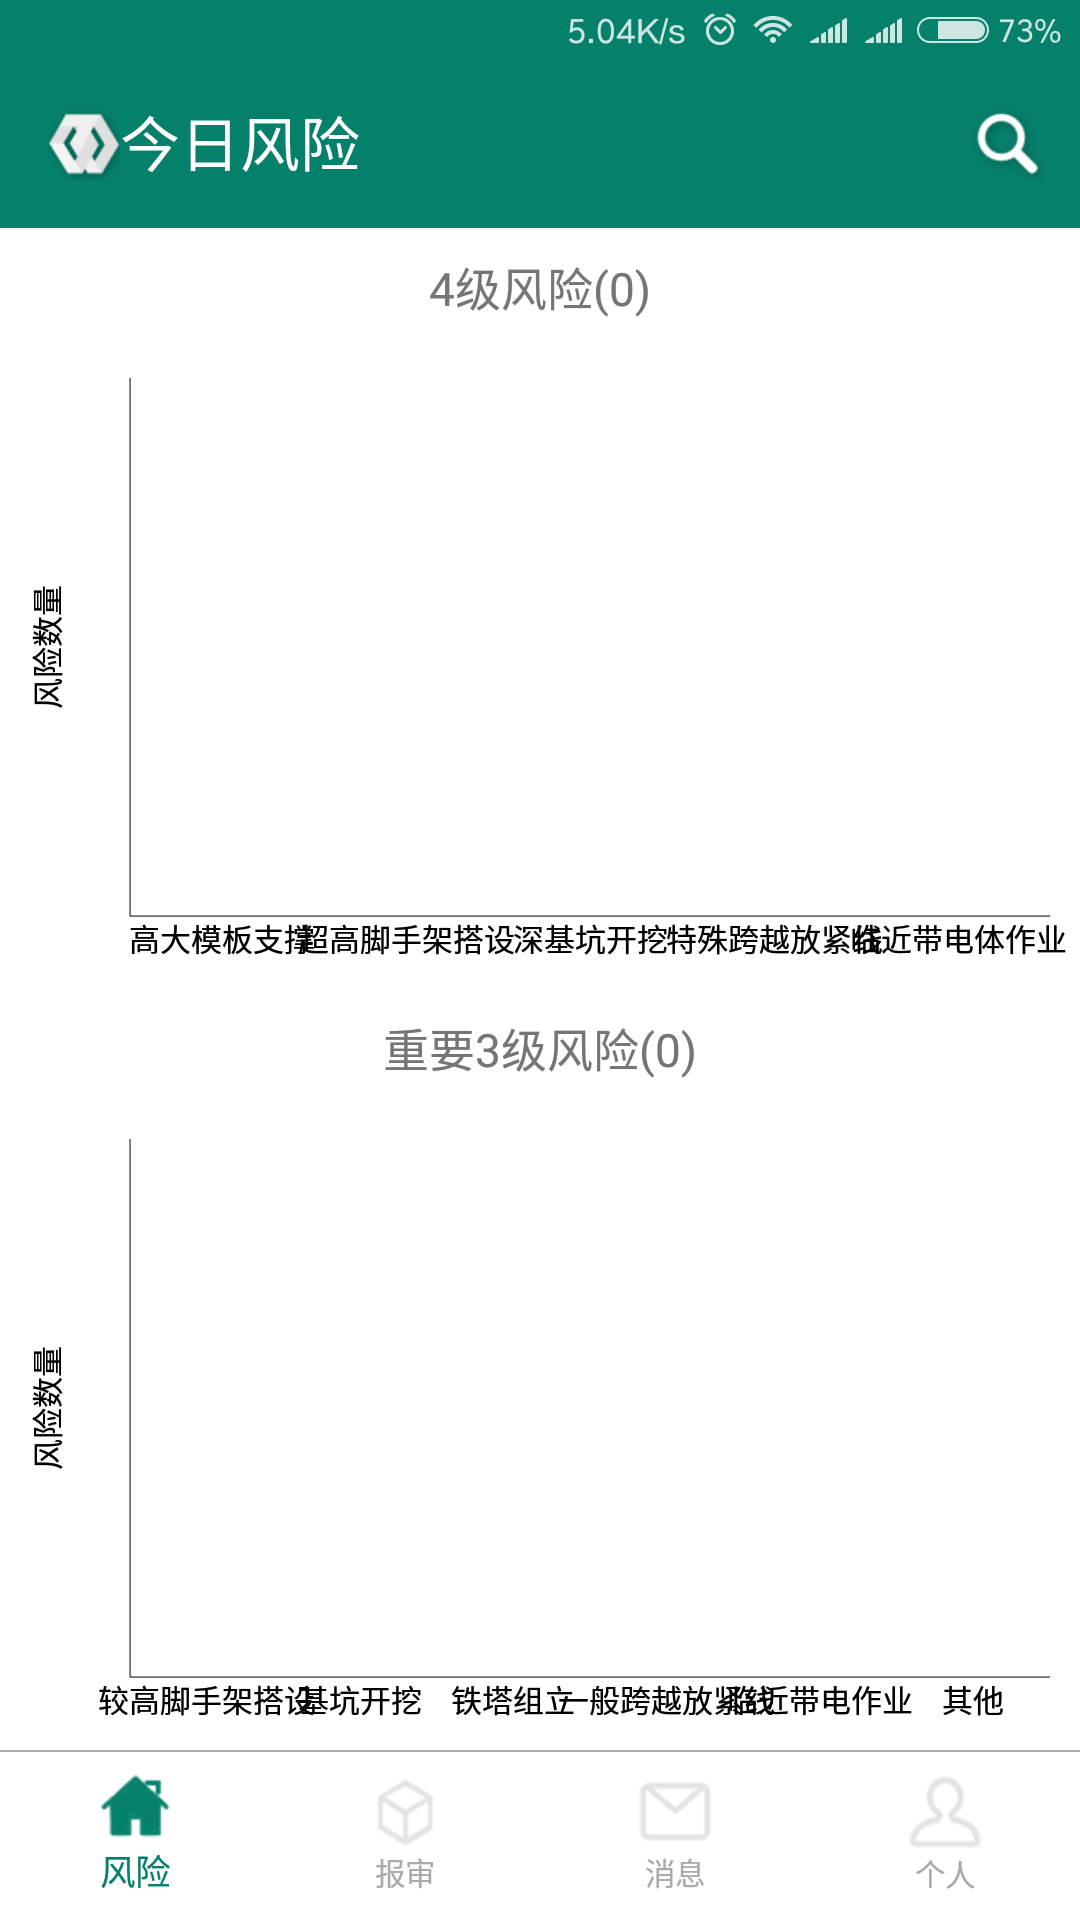 5.04K/s 73%
今日风险
4级风险(0)
风险数量
高大模板支撑 超高脚手架搭设 深基坑开挖 特殊跨越放紧线 临近带电体作业
重要3级风险(0)
风险数量
较高脚手架搭设 基坑开挖 铁塔组立 一般跨越放紧线 临近带电作业 其他
风险 报审 消息 个人